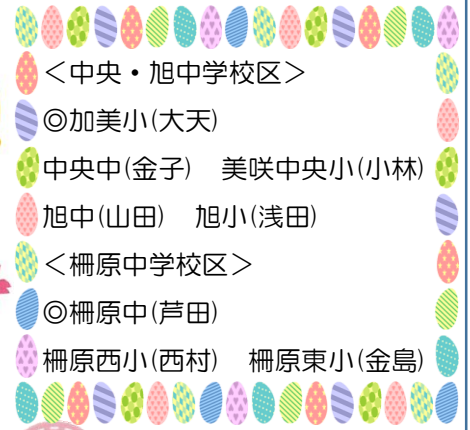 ＜中央・旭中学校区＞
◎加美小(大天)
中央中(金子)　美咲中央小(小林)
旭中(山田)　旭小(浅田)
＜柵原中学校区＞
◎柵原中(芦田)
柵原西小(西村)　柵原東小(金島)